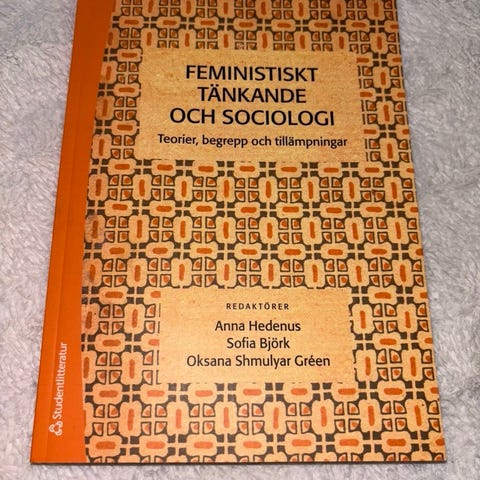 FEMINISTISKT
TÄNKANDE
OCH SOCIOLOGI
Teorier, begrepp och tillämpningar
REDAKTÖRER
Anna Hedenus
Sofia Björk
Oksana Shmulyar Gréen
Studentlitteratur